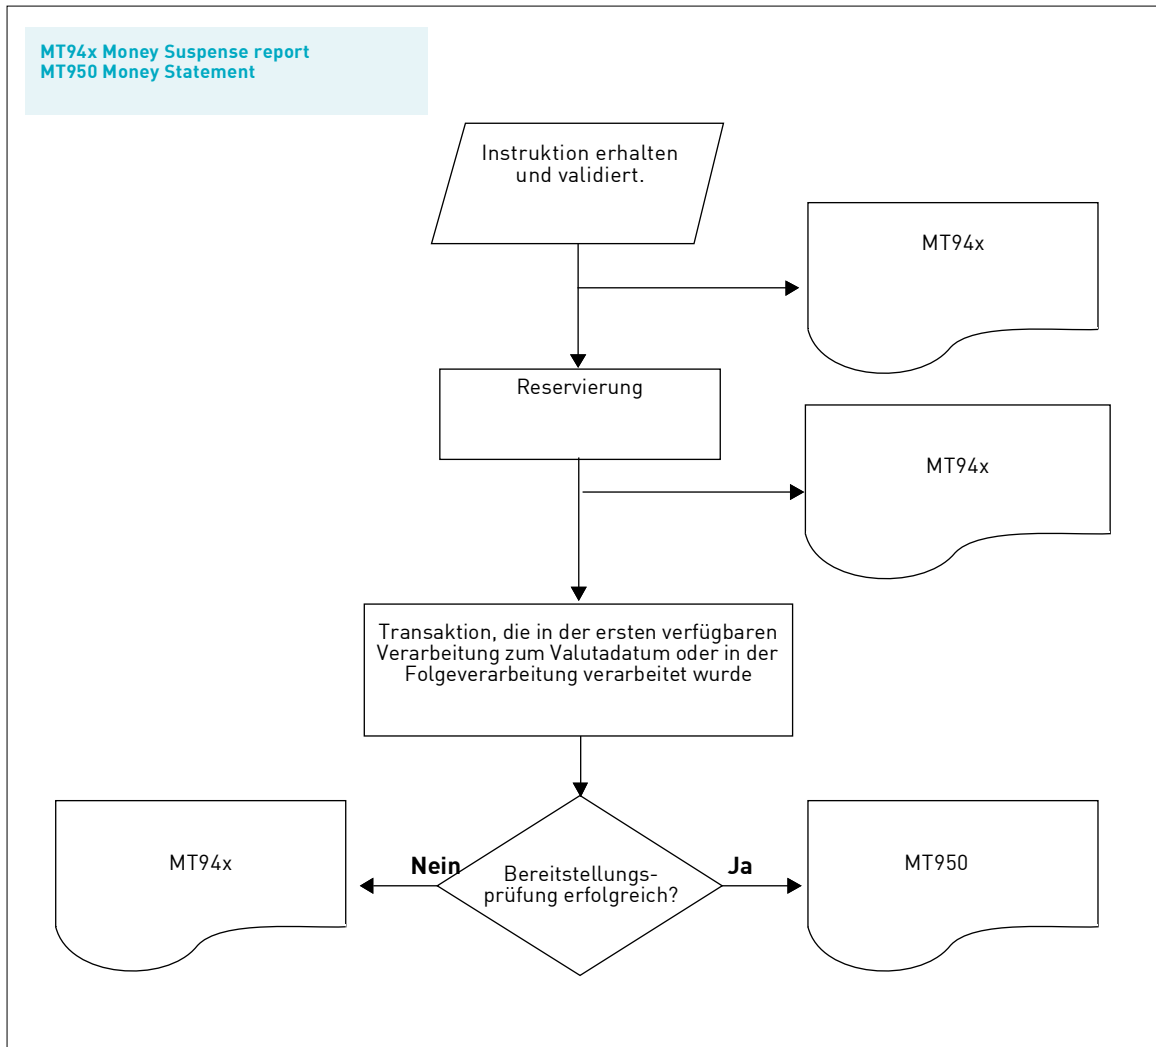 MT94x Money Suspense report
MT950 Money Statement
Instruktion erhalten
und validiert.
MT94x
Reservierung
MT94x
Transaktion, die in der ersten verfügbaren
Verarbeitung zum Valutadatum oder in der
Folgeverarbeitung verarbeitet wurde
MT94x
Nein
Bereitstellungs-
prüfung erfolgreich?
Ja
MT950